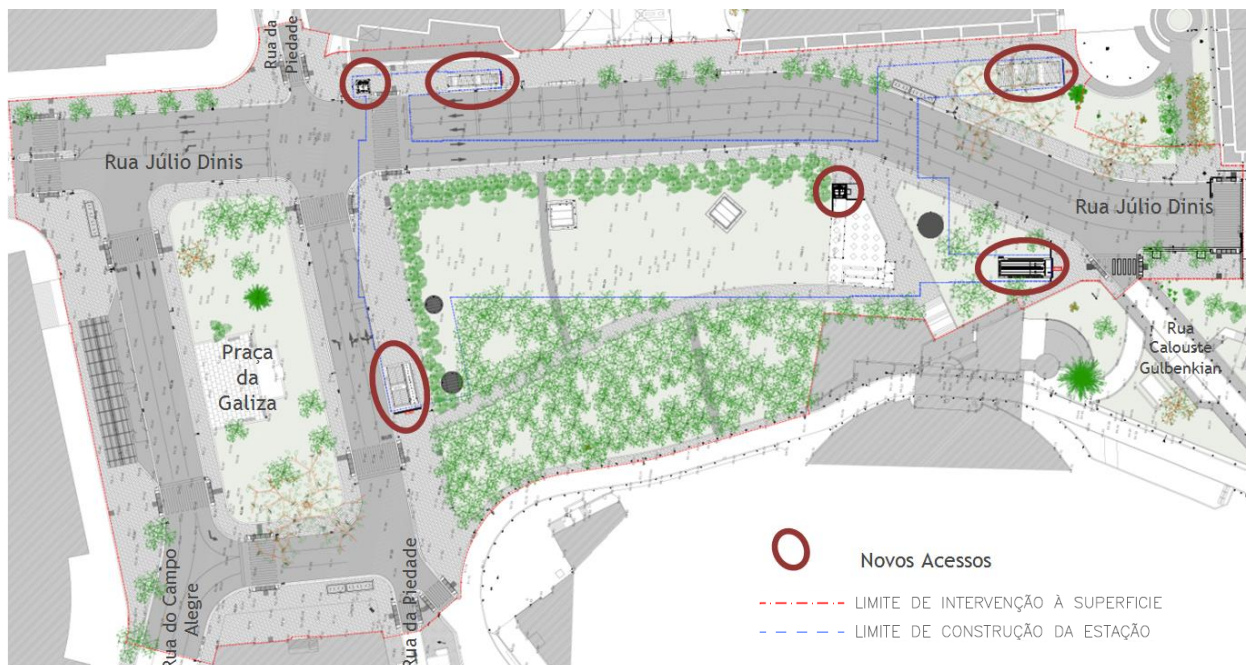 Rua da
Piedade
Rua Júlio Dinis
Rua Júlio Dinis
Praça
da
Galiza
Rua
Calouste
Gulbenkian
Rua do Campo
Alegre
Rua da Piedade
Novos Acessos
LIMITE DE INTERVENÇÃO À SUPERFICIE
LIMITE DE CONSTRUÇÃO DA ESTAÇÃO